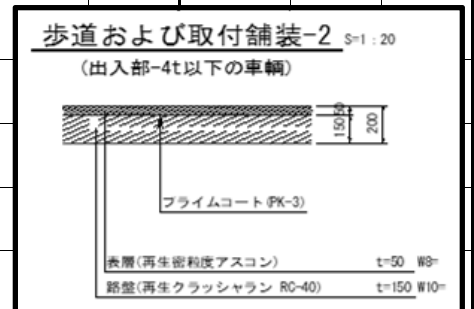 歩道および取付舗装-2 S=1:20
(出入部-4t以下の車輌)
150 50 200
プライムコート(PK-3)
表層(再生密粒度アスコン) t=50 W8=
路盤(再生クラッシャラン RC-40) t=150 W10=